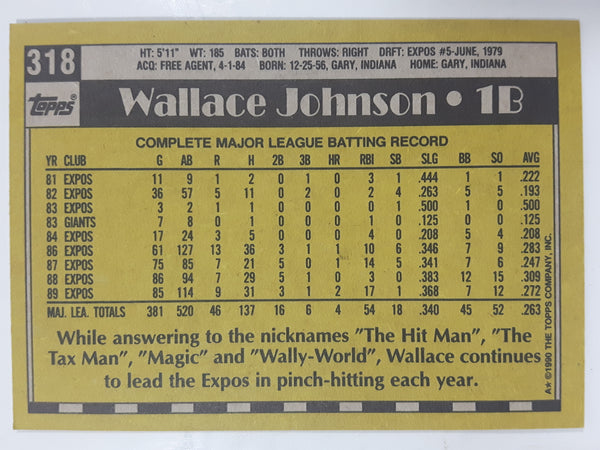 318
HT: 5'11" WT: 185 BATS: BOTH THROWS: RIGHT DRFT: EXPOS #5-JUNE, 1979
ACQ: FREE AGENT, 4-1-84 BORN: 12-25-56, GARY, INDIANA HOME: GARY, INDIANA
Topps®
Wallace Johnson • 1B
COMPLETE MAJOR LEAGUE BATTING RECORD
YR CLUB G AB R H 2B 3B HR RBI SB SLG BB SO AVG
81 EXPOS 11 9 1 2 0 1 0 3 1 .444 1 1 .222
82 EXPOS 36 57 5 11 0 2 0 2 4 .263 5 5 .193
83 EXPOS 3 2 1 1 0 0 0 0 1 .500 1 0 .500
83 GIANTS 7 8 0 1 0 0 0 1 0 .125 0 0 .125
84 EXPOS 17 24 3 5 0 0 0 4 0 .208 5 4 .208
86 EXPOS 61 127 13 36 3 1 1 10 6 .346 7 9 .283
87 EXPOS 75 85 7 21 5 0 1 14 5 .341 7 6 .247
88 EXPOS 86 94 7 29 5 1 0 3 0 .383 12 15 .309
89 EXPOS 85 114 9 31 3 1 2 17 1 .368 7 12 .272
MAJ. LEA. TOTALS 381 520 46 137 16 6 4 54 18 .340 45 52 .263
While answering to the nicknames "The Hit Man", "The
Tax Man", "Magic" and "Wally-World", Wallace continues
to lead the Expos in pinch-hitting each year.
A★ ©1990 THE TOPPS COMPANY, INC.